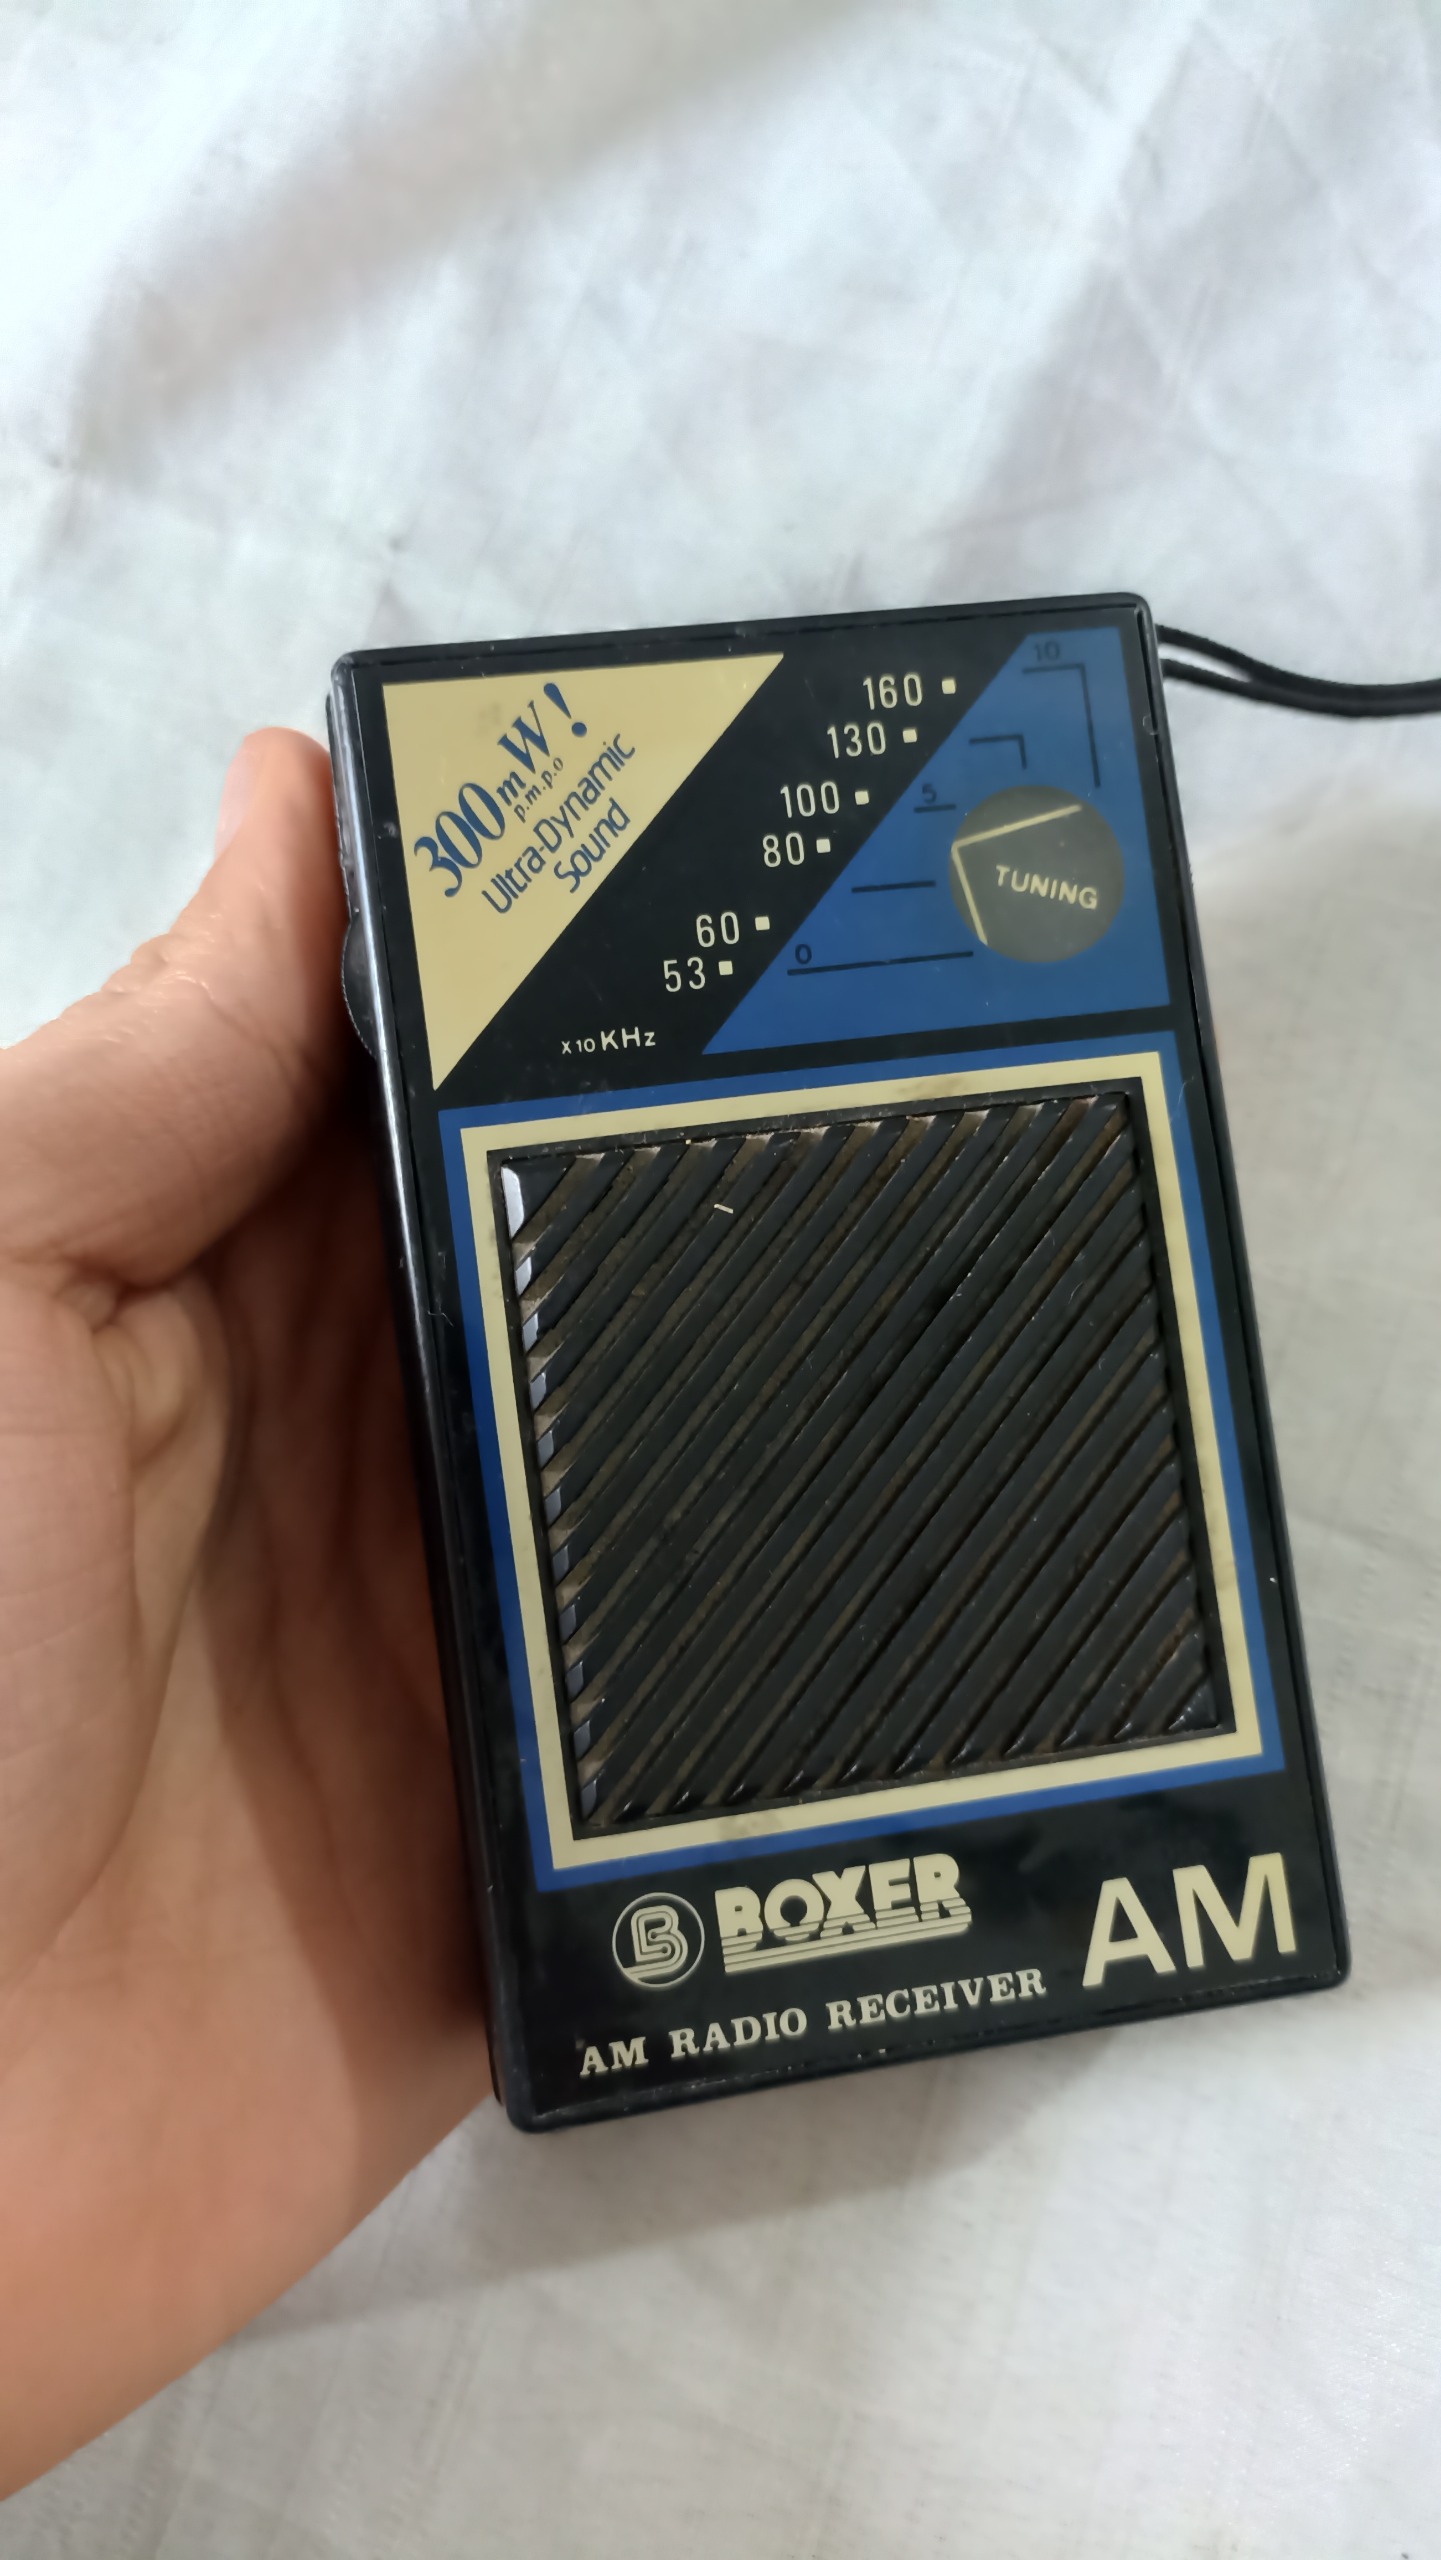 300mW!
p.m.p.o
Ultra-Dynamic
Sound
160
130
100
80
60
53
x10 KHz
10
5
0
TUNING
B BOXER
AM
AM RADIO RECEIVER